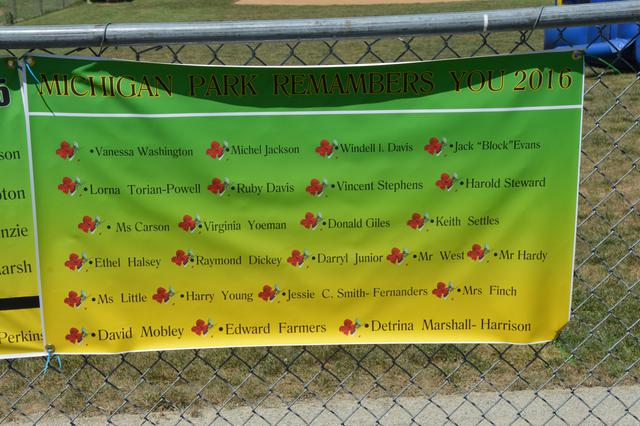 MICHIGAN PARK REMAMBERS YOU 2016
5
• Vanessa Washington • Michel Jackson • Windell I. Davis • Jack "Block" Evans
• Lorna Torian-Powell • Ruby Davis • Vincent Stephens • Harold Steward
• Ms Carson • Virginia Yoeman • Donald Giles • Keith Settles
• Ethel Halsey • Raymond Dickey • Darryl Junior • Mr West • Mr Hardy
• Ms Little • Harry Young • Jessie C. Smith- Fernanders • Mrs Finch
• David Mobley • Edward Farmers • Detrina Marshall- Harrison
son
ton
nzie
arsh
Perkin